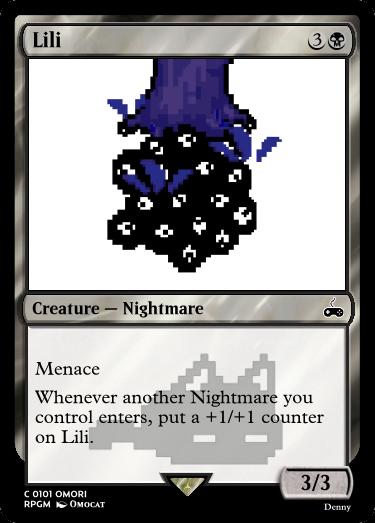 Lili 3
Creature — Nightmare
Menace
Whenever another Nightmare you
control enters, put a +1/+1 counter
on Lili.
3/3
C 0101 OMORI
RPGM OMOCAT
Denny